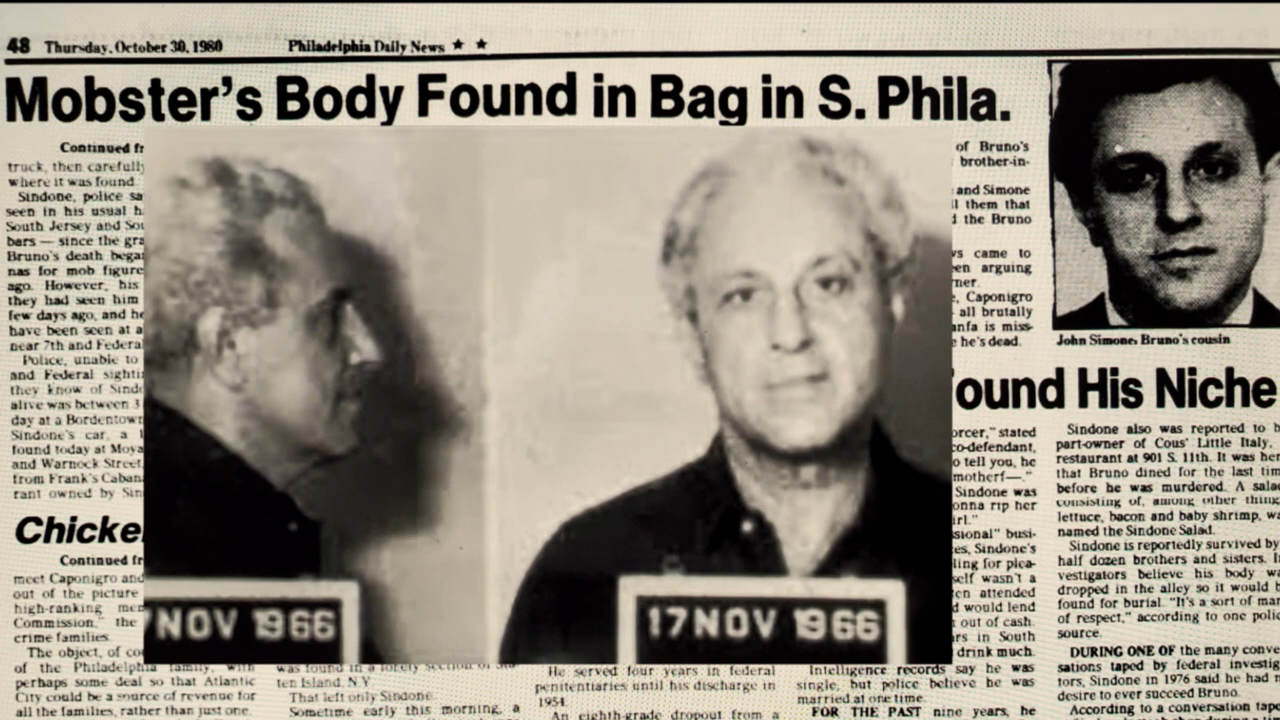 48 Thursday, October 30, 1980 Philadelphia Daily News ★ ★
Mobster's Body Found in Bag in S. Phila.
Continued fr
truck, then carefully
where it was found.
Sindone, police sa
seen in his usual h
South Jersey and Sou
bars — since the gra
Bruno's death bega
nas for mob figure
ago. However, his
they had seen him
few days ago, and he
have been seen at a
near 7th and Federal
Police, unable to
and Federal sighti
they know of Sindo
alive was between 3
day at a Bordentown
Sindone's car, a
found today at Moya
and Warnock Street,
from Frank's Caban
rant owned by Sin
Chicke
Continued fr
meet Caponigro and
out of the picture
high-ranking mem
Commission," the
crime families.
The object, of co
of the Philadelphia family, with
perhaps some deal so that Atlantic
City could be a source of revenue for
all the families, rather than just one.
NOV 1966
17 NOV 1966
was found in a lonely section of
ten Island, N.Y.
That left only Sindone.
Sometime early this morning, a
He served four years in federal
penitentiaries until his discharge in
1954.
An eighth-grade dropout from a
of Bruno's
brother-in-
and Simone
ll them that
d the Bruno
ws came to
en arguing
ner.
e, Caponigro
all brutally
anfa is miss-
e he's dead.
ound His Niche
orcer," stated
co-defendant,
o tell you, he
motherf—."
Sindone was
onna rip her
irl."
sional" busi-
es, Sindone's
ling for plea-
self wasn't a
en attended
d would lend
out of cash.
rs in South
drink much.
Intelligence records say he was
single, but police believe he was
married at one time.
FOR THE PAST nine years, he
John Simone, Bruno's cousin
Sindone also was reported to b
part-owner of Cous' Little Italy,
restaurant at 901 S. 11th. It was her
that Bruno dined for the last tim
before he was murdered. A salad
consisting of, among other thing
lettuce, bacon and baby shrimp, wa
named the Sindone Salad.
Sindone is reportedly survived by
half dozen brothers and sisters. I
vestigators believe his body wa
dropped in the alley so it would b
found for burial. "It's a sort of mar
of respect," according to one polic
source.
DURING ONE of the many conve
sations taped by federal investig
tors, Sindone in 1976 said he had n
desire to ever succeed Bruno.
According to a conversation tape